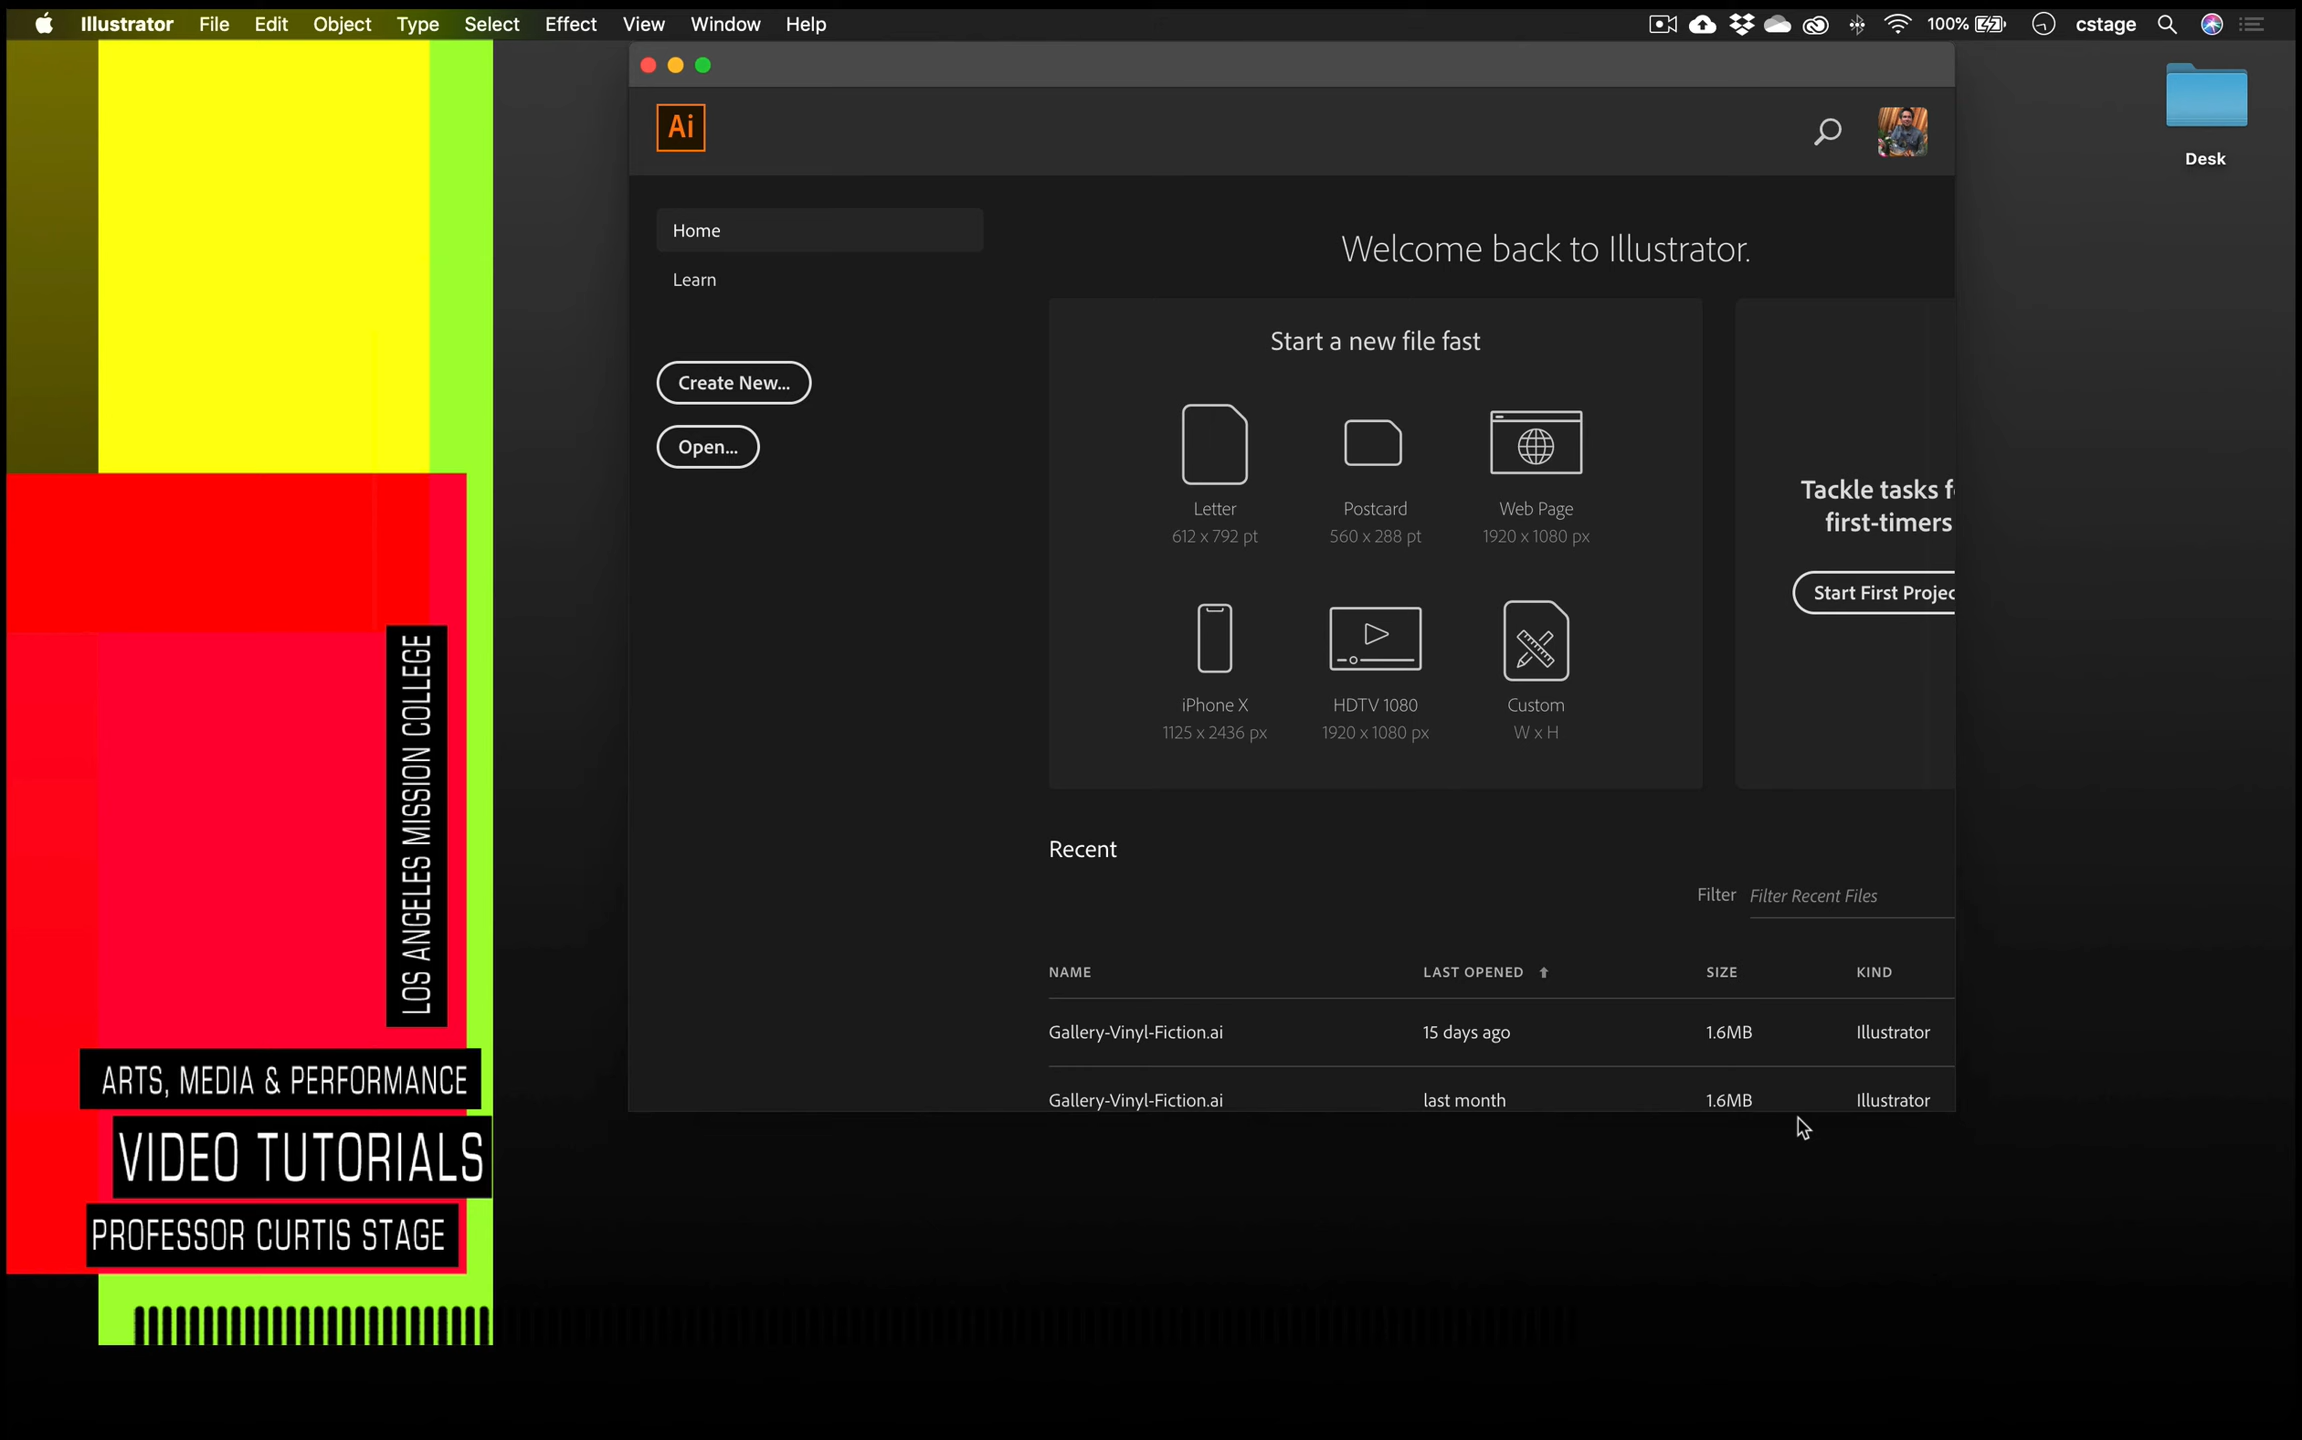 Illustrator File Edit Object Type Select Effect View Window Help
100% cstage
Desk
Ai
Home
Learn
Create New...
Open...
Welcome back to Illustrator.
Start a new file fast
Letter
612 x 792 pt
Postcard
560 x 288 pt
Web Page
1920 x 1080 px
iPhone X
1125 x 2436 px
HDTV 1080
1920 x 1080 px
Custom
W x H
Tackle tasks f
first-timers
Start First Projec
Recent
Filter Filter Recent Files
NAME LAST OPENED SIZE KIND
Gallery-Vinyl-Fiction.ai 15 days ago 1.6MB Illustrator
Gallery-Vinyl-Fiction.ai last month 1.6MB Illustrator
LOS ANGELES MISSION COLLEGE
ARTS, MEDIA & PERFORMANCE
VIDEO TUTORIALS
PROFESSOR CURTIS STAGE